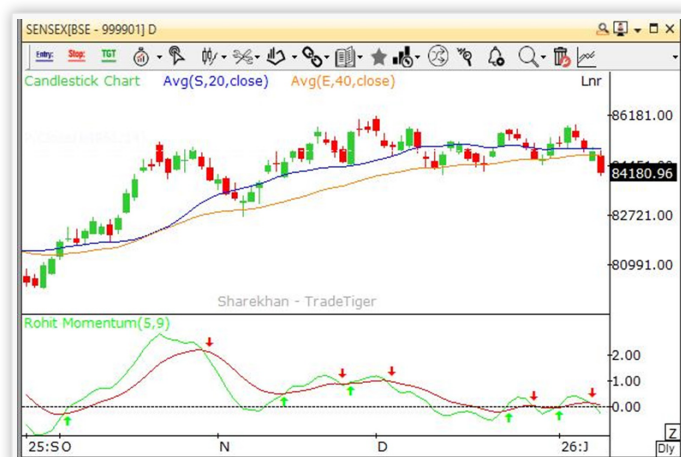 SENSEX[BSE - 999901] D
Entry: Stop: TGT
Candlestick Chart Avg(S,20,close) Avg(E,40,close) Lnr
86181.00
84180.96
82721.00
80991.00
Sharekhan - TradeTiger
Rohit Momentum(5,9)
2.00
1.00
0.00
Z
25:S O N D 26:J Dly